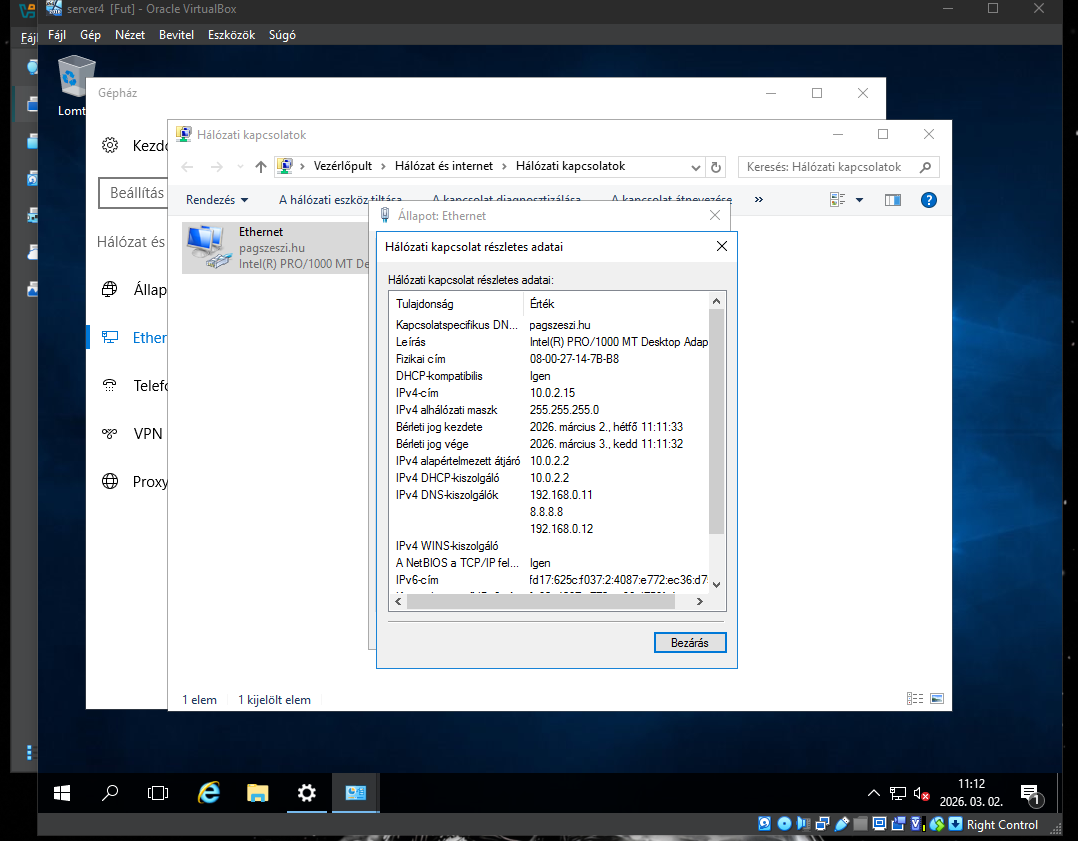 server4 [Fut] - Oracle VirtualBox
Fájl
Fájl Gép Nézet Bevitel Eszközök Súgó
Lomt
Gépház
Kezdő
Beállítás
Hálózat és
Állap
Ether
Telefo
VPN
Proxy
Hálózati kapcsolatok
Vezérlőpult > Hálózat és internet > Hálózati kapcsolatok
Keresés: Hálózati kapcsolatok
Rendezés A hálózati eszköz tiltása A kapcsolat diagnosztizálása A kapcsolat átnevezése »
Ethernet
pagszeszi.hu
Intel(R) PRO/1000 MT De
Állapot: Ethernet
Hálózati kapcsolat részletes adatai
Hálózati kapcsolat részletes adatai:
Tulajdonság Érték
Kapcsolatspecifikus DN... pagszeszi.hu
Leírás Intel(R) PRO/1000 MT Desktop Adap
Fizikai cím 08-00-27-14-7B-B8
DHCP-kompatibilis Igen
IPv4-cím 10.0.2.15
IPv4 alhálózati maszk 255.255.255.0
Bérleti jog kezdete 2026. március 2., hétfő 11:11:33
Bérleti jog vége 2026. március 3., kedd 11:11:32
IPv4 alapértelmezett átjáró 10.0.2.2
IPv4 DHCP-kiszolgáló 10.0.2.2
IPv4 DNS-kiszolgálók 192.168.0.11
8.8.8.8
192.168.0.12
IPv4 WINS-kiszolgáló
A NetBIOS a TCP/IP fel... Igen
IPv6-cím fd17:625c:f037:2:4087:e772:ec36:d7
Bezárás
1 elem 1 kijelölt elem
11:12
2026. 03. 02.
1
Right Control